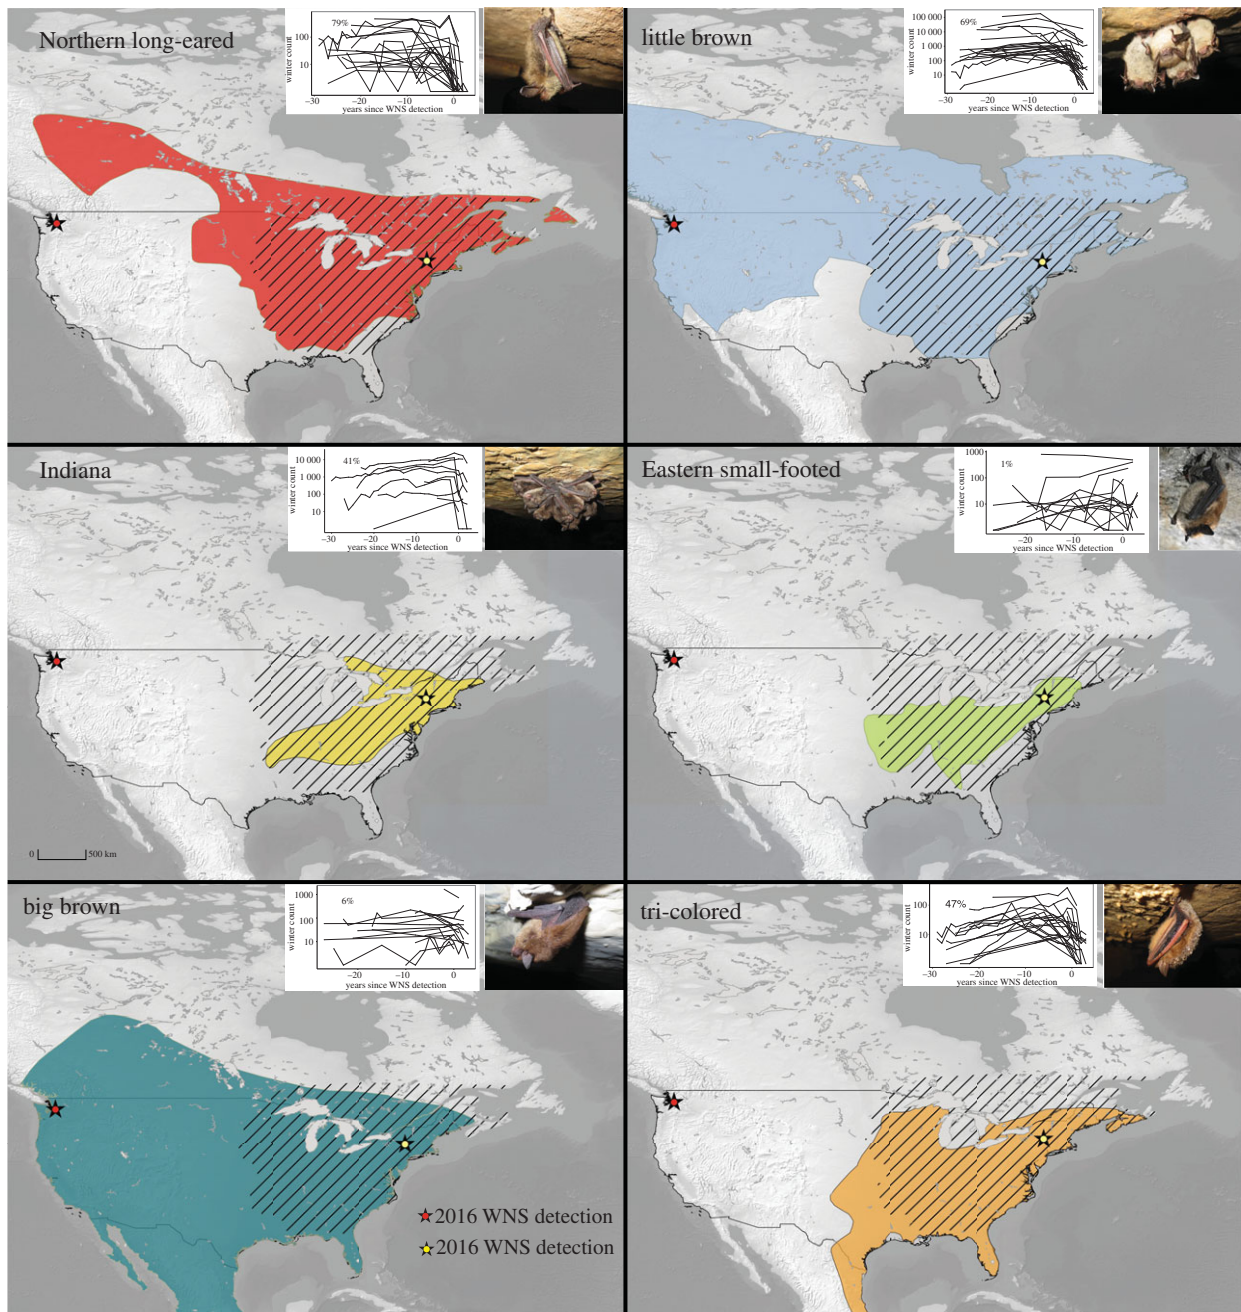 Northern long-eared
79%
winter count
100
10
−30
−20
−10
0
years since WNS detection
little brown
69%
winter count
100 000
10 000
1 000
100
10
−30
−20
−10
0
years since WNS detection
Indiana
41%
winter count
10 000
1 000
100
10
−30
−20
−10
0
years since WNS detection
0
500 km
Eastern small-footed
1%
winter count
1000
10
−20
−10
0
years since WNS detection
big brown
6%
winter count
1000
100
10
−20
−10
0
years since WNS detection
2016 WNS detection
2016 WNS detection
tri-colored
47%
winter count
100
10
−30
−20
−10
0
years since WNS detection